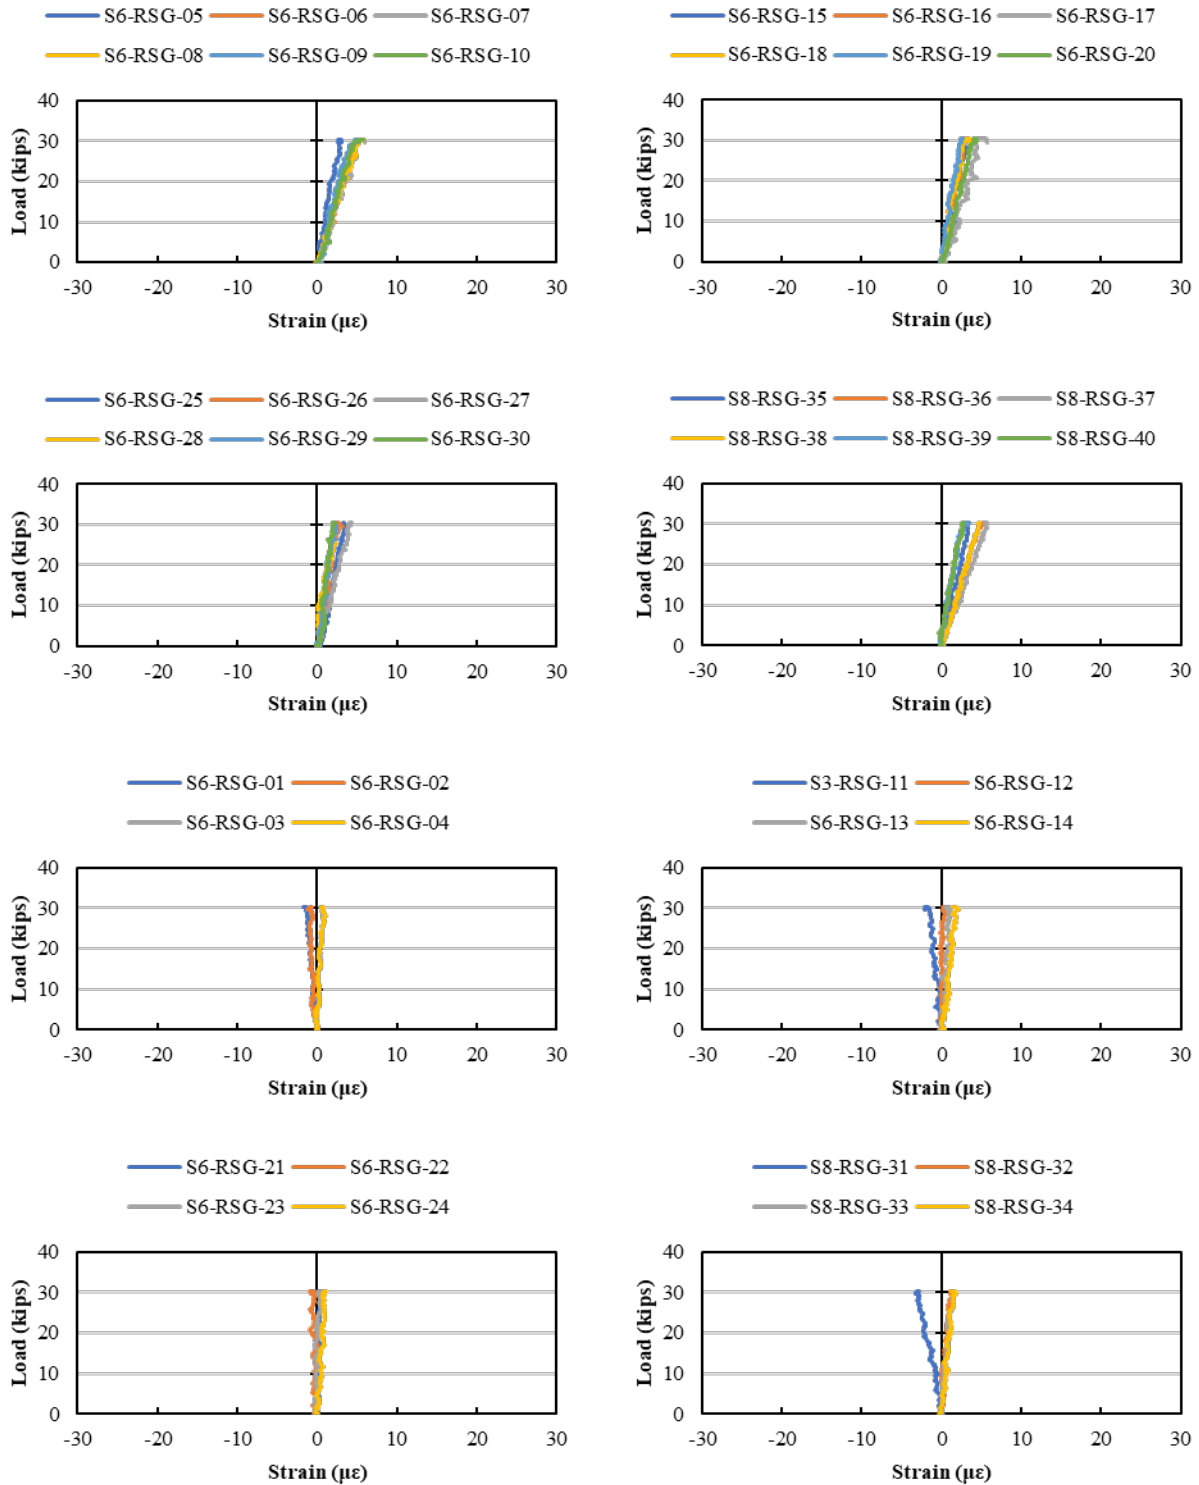 S6-RSG-05 S6-RSG-06 S6-RSG-07
S6-RSG-08 S6-RSG-09 S6-RSG-10
40
30
20
10
0
Load (kips)
-30 -20 -10 0 10 20 30
Strain (με)
S6-RSG-15 S6-RSG-16 S6-RSG-17
S6-RSG-18 S6-RSG-19 S6-RSG-20
40
30
20
10
0
Load (kips)
-30 -20 -10 0 10 20 30
Strain (με)
S6-RSG-25 S6-RSG-26 S6-RSG-27
S6-RSG-28 S6-RSG-29 S6-RSG-30
40
30
20
10
0
Load (kips)
-30 -20 -10 0 10 20 30
Strain (με)
S8-RSG-35 S8-RSG-36 S8-RSG-37
S8-RSG-38 S8-RSG-39 S8-RSG-40
40
30
20
10
0
Load (kips)
-30 -20 -10 0 10 20 30
Strain (με)
S6-RSG-01 S6-RSG-02
S6-RSG-03 S6-RSG-04
40
30
20
10
0
Load (kips)
-30 -20 -10 0 10 20 30
Strain (με)
S3-RSG-11 S6-RSG-12
S6-RSG-13 S6-RSG-14
40
30
20
10
0
Load (kips)
-30 -20 -10 0 10 20 30
Strain (με)
S6-RSG-21 S6-RSG-22
S6-RSG-23 S6-RSG-24
40
30
20
10
0
Load (kips)
-30 -20 -10 0 10 20 30
Strain (με)
S8-RSG-31 S8-RSG-32
S8-RSG-33 S8-RSG-34
40
30
20
10
0
Load (kips)
-30 -20 -10 0 10 20 30
Strain (με)